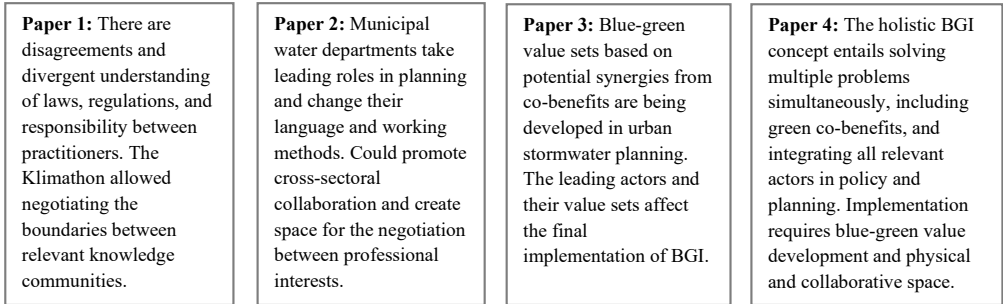 Paper 1: There are
disagreements and
divergent understanding
of laws, regulations, and
responsibility between
practitioners. The
Klimathon allowed
negotiating the
boundaries between
relevant knowledge
communities.
Paper 2: Municipal
water departments take
leading roles in planning
and change their
language and working
methods. Could promote
cross-sectoral
collaboration and create
space for the negotiation
between professional
interests.
Paper 3: Blue-green
value sets based on
potential synergies from
co-benefits are being
developed in urban
stormwater planning.
The leading actors and
their value sets affect
the final
implementation of BGI.
Paper 4: The holistic BGI
concept entails solving
multiple problems
simultaneously, including
green co-benefits, and
integrating all relevant
actors in policy and
planning. Implementation
requires blue-green value
development and physical
and collaborative space.